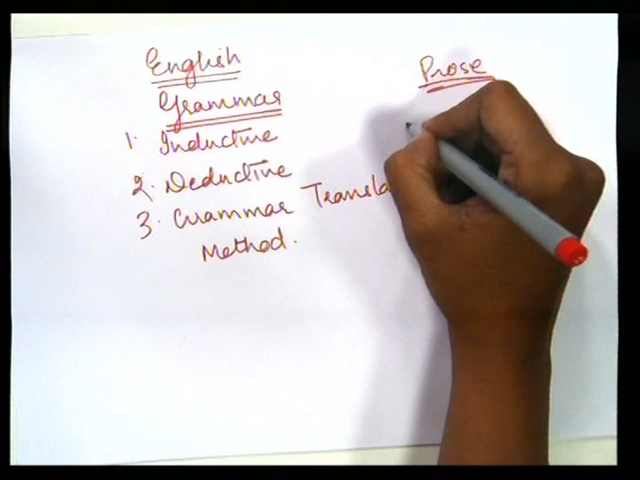 English
Grammar
1. Inductive
2. Deductive
3. Grammar
Method.
Prose